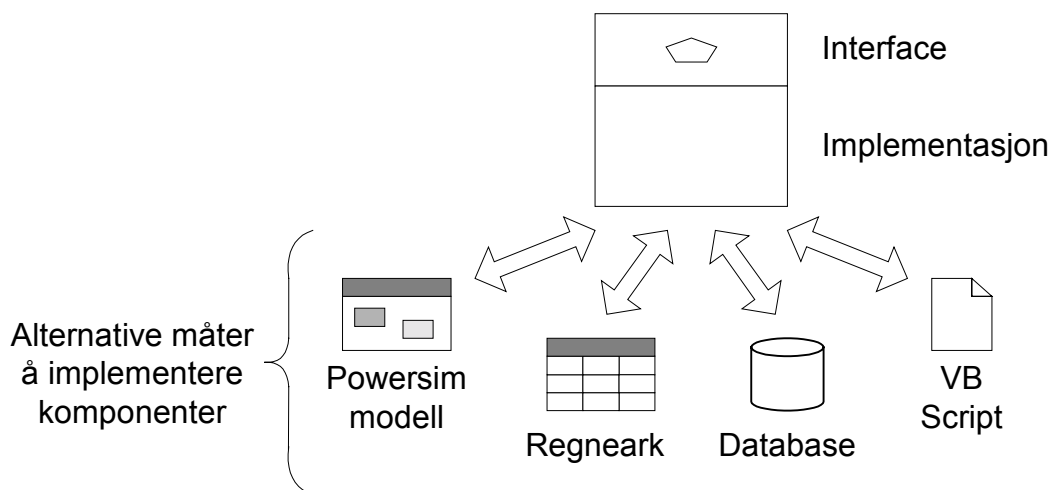 Interface
Implementasjon
Alternative måter
å implementere
komponenter
Powersim
modell
Regneark
Database
VB
Script